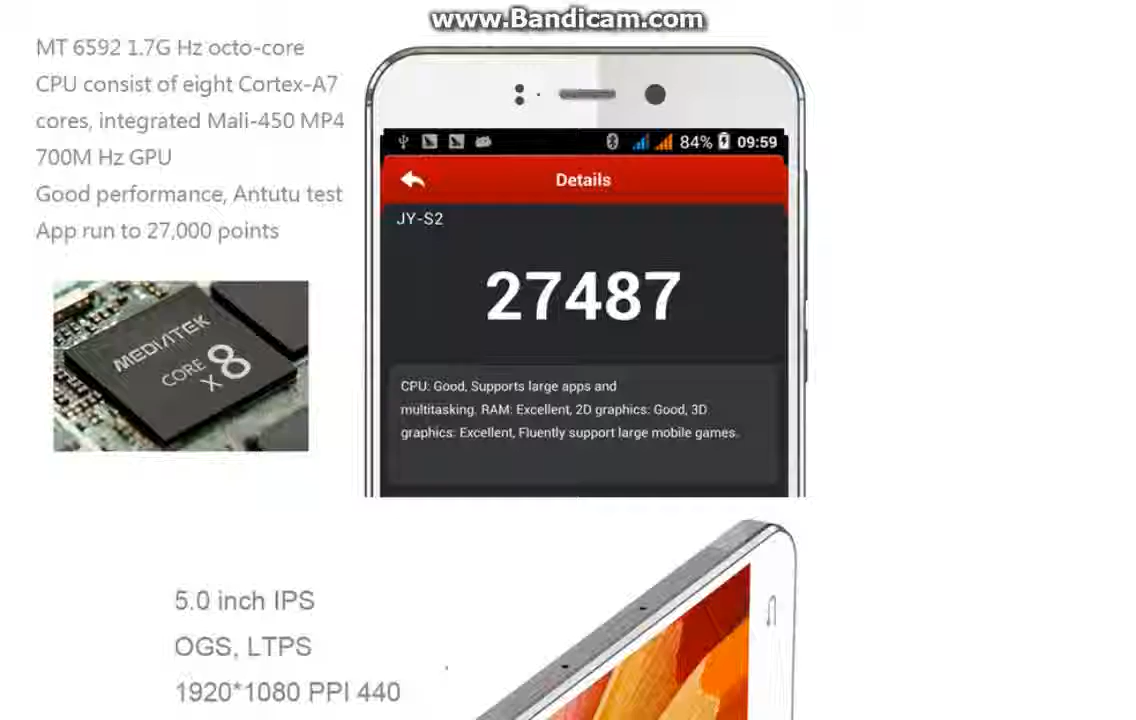 www.Bandicam.com
MT 6592 1.7G Hz octo-core
CPU consist of eight Cortex-A7
cores, integrated Mali-450 MP4
700M Hz GPU
Good performance, Antutu test
App run to 27,000 points
MEDIATEK
CORE
x8
84% 09:59
Details
JY-S2
27487
CPU: Good, Supports large apps and
multitasking. RAM: Excellent, 2D graphics: Good, 3D
graphics: Excellent, Fluently support large mobile games.
5.0 inch IPS
OGS, LTPS
1920*1080 PPI 440